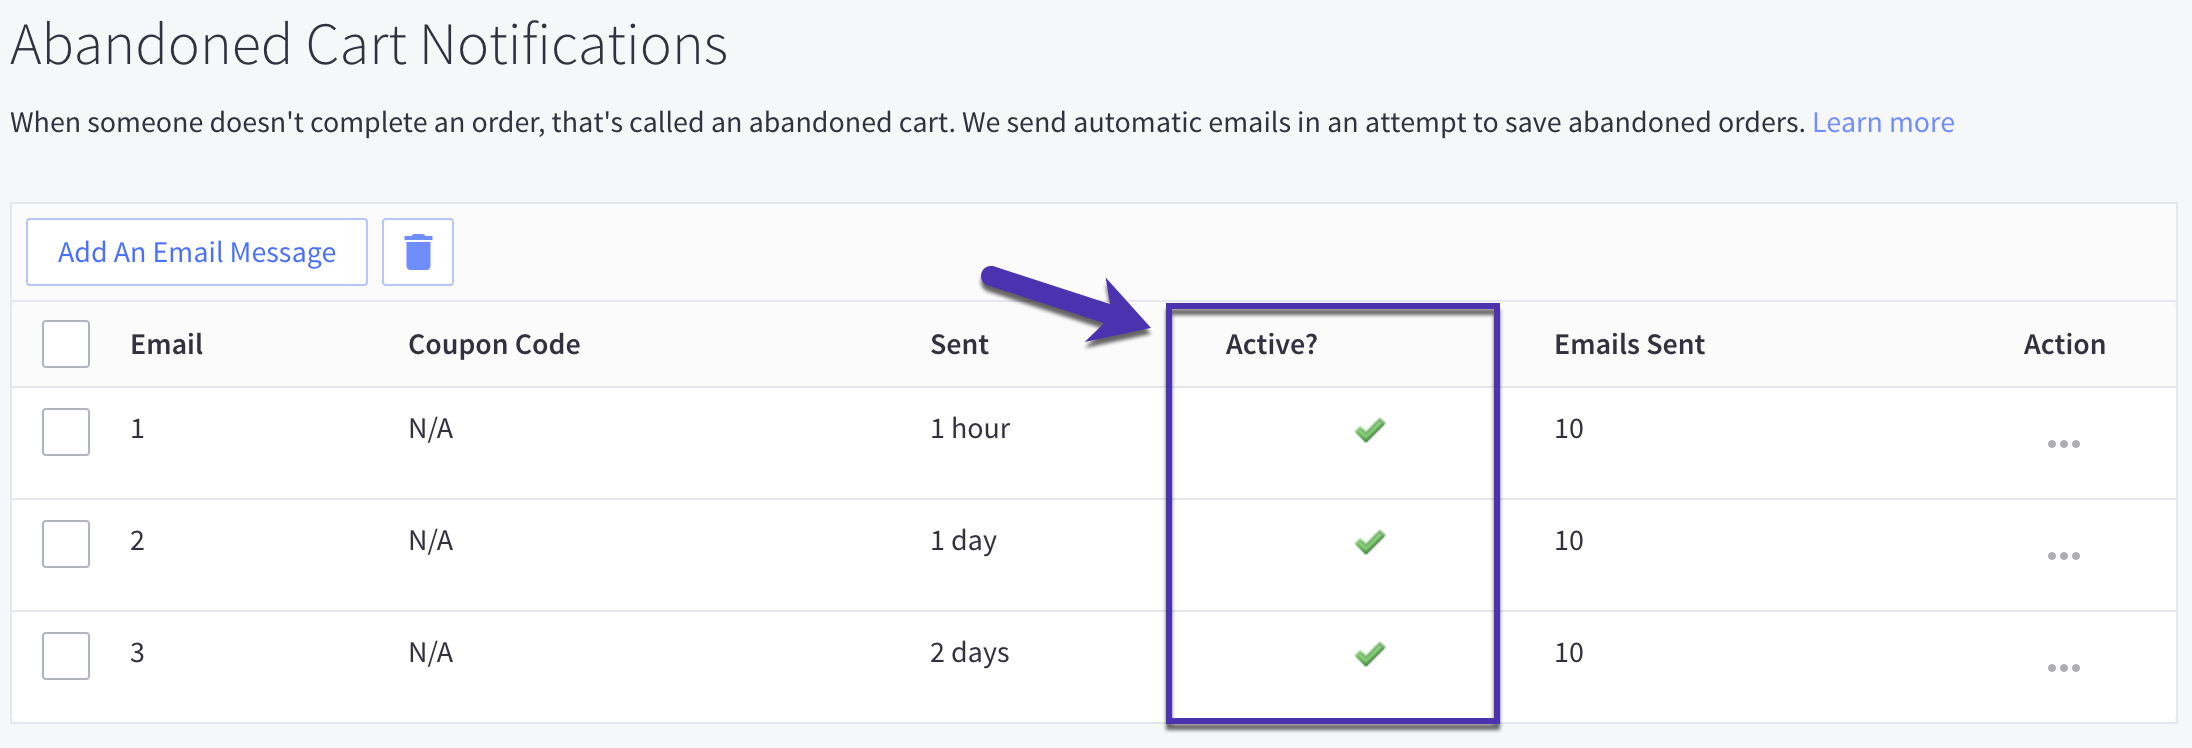 Abandoned Cart Notifications
When someone doesn't complete an order, that's called an abandoned cart. We send automatic emails in an attempt to save abandoned orders. Learn more
Add An Email Message
Email Coupon Code Sent Active? Emails Sent Action
1 N/A 1 hour 10
2 N/A 1 day 10
3 N/A 2 days 10